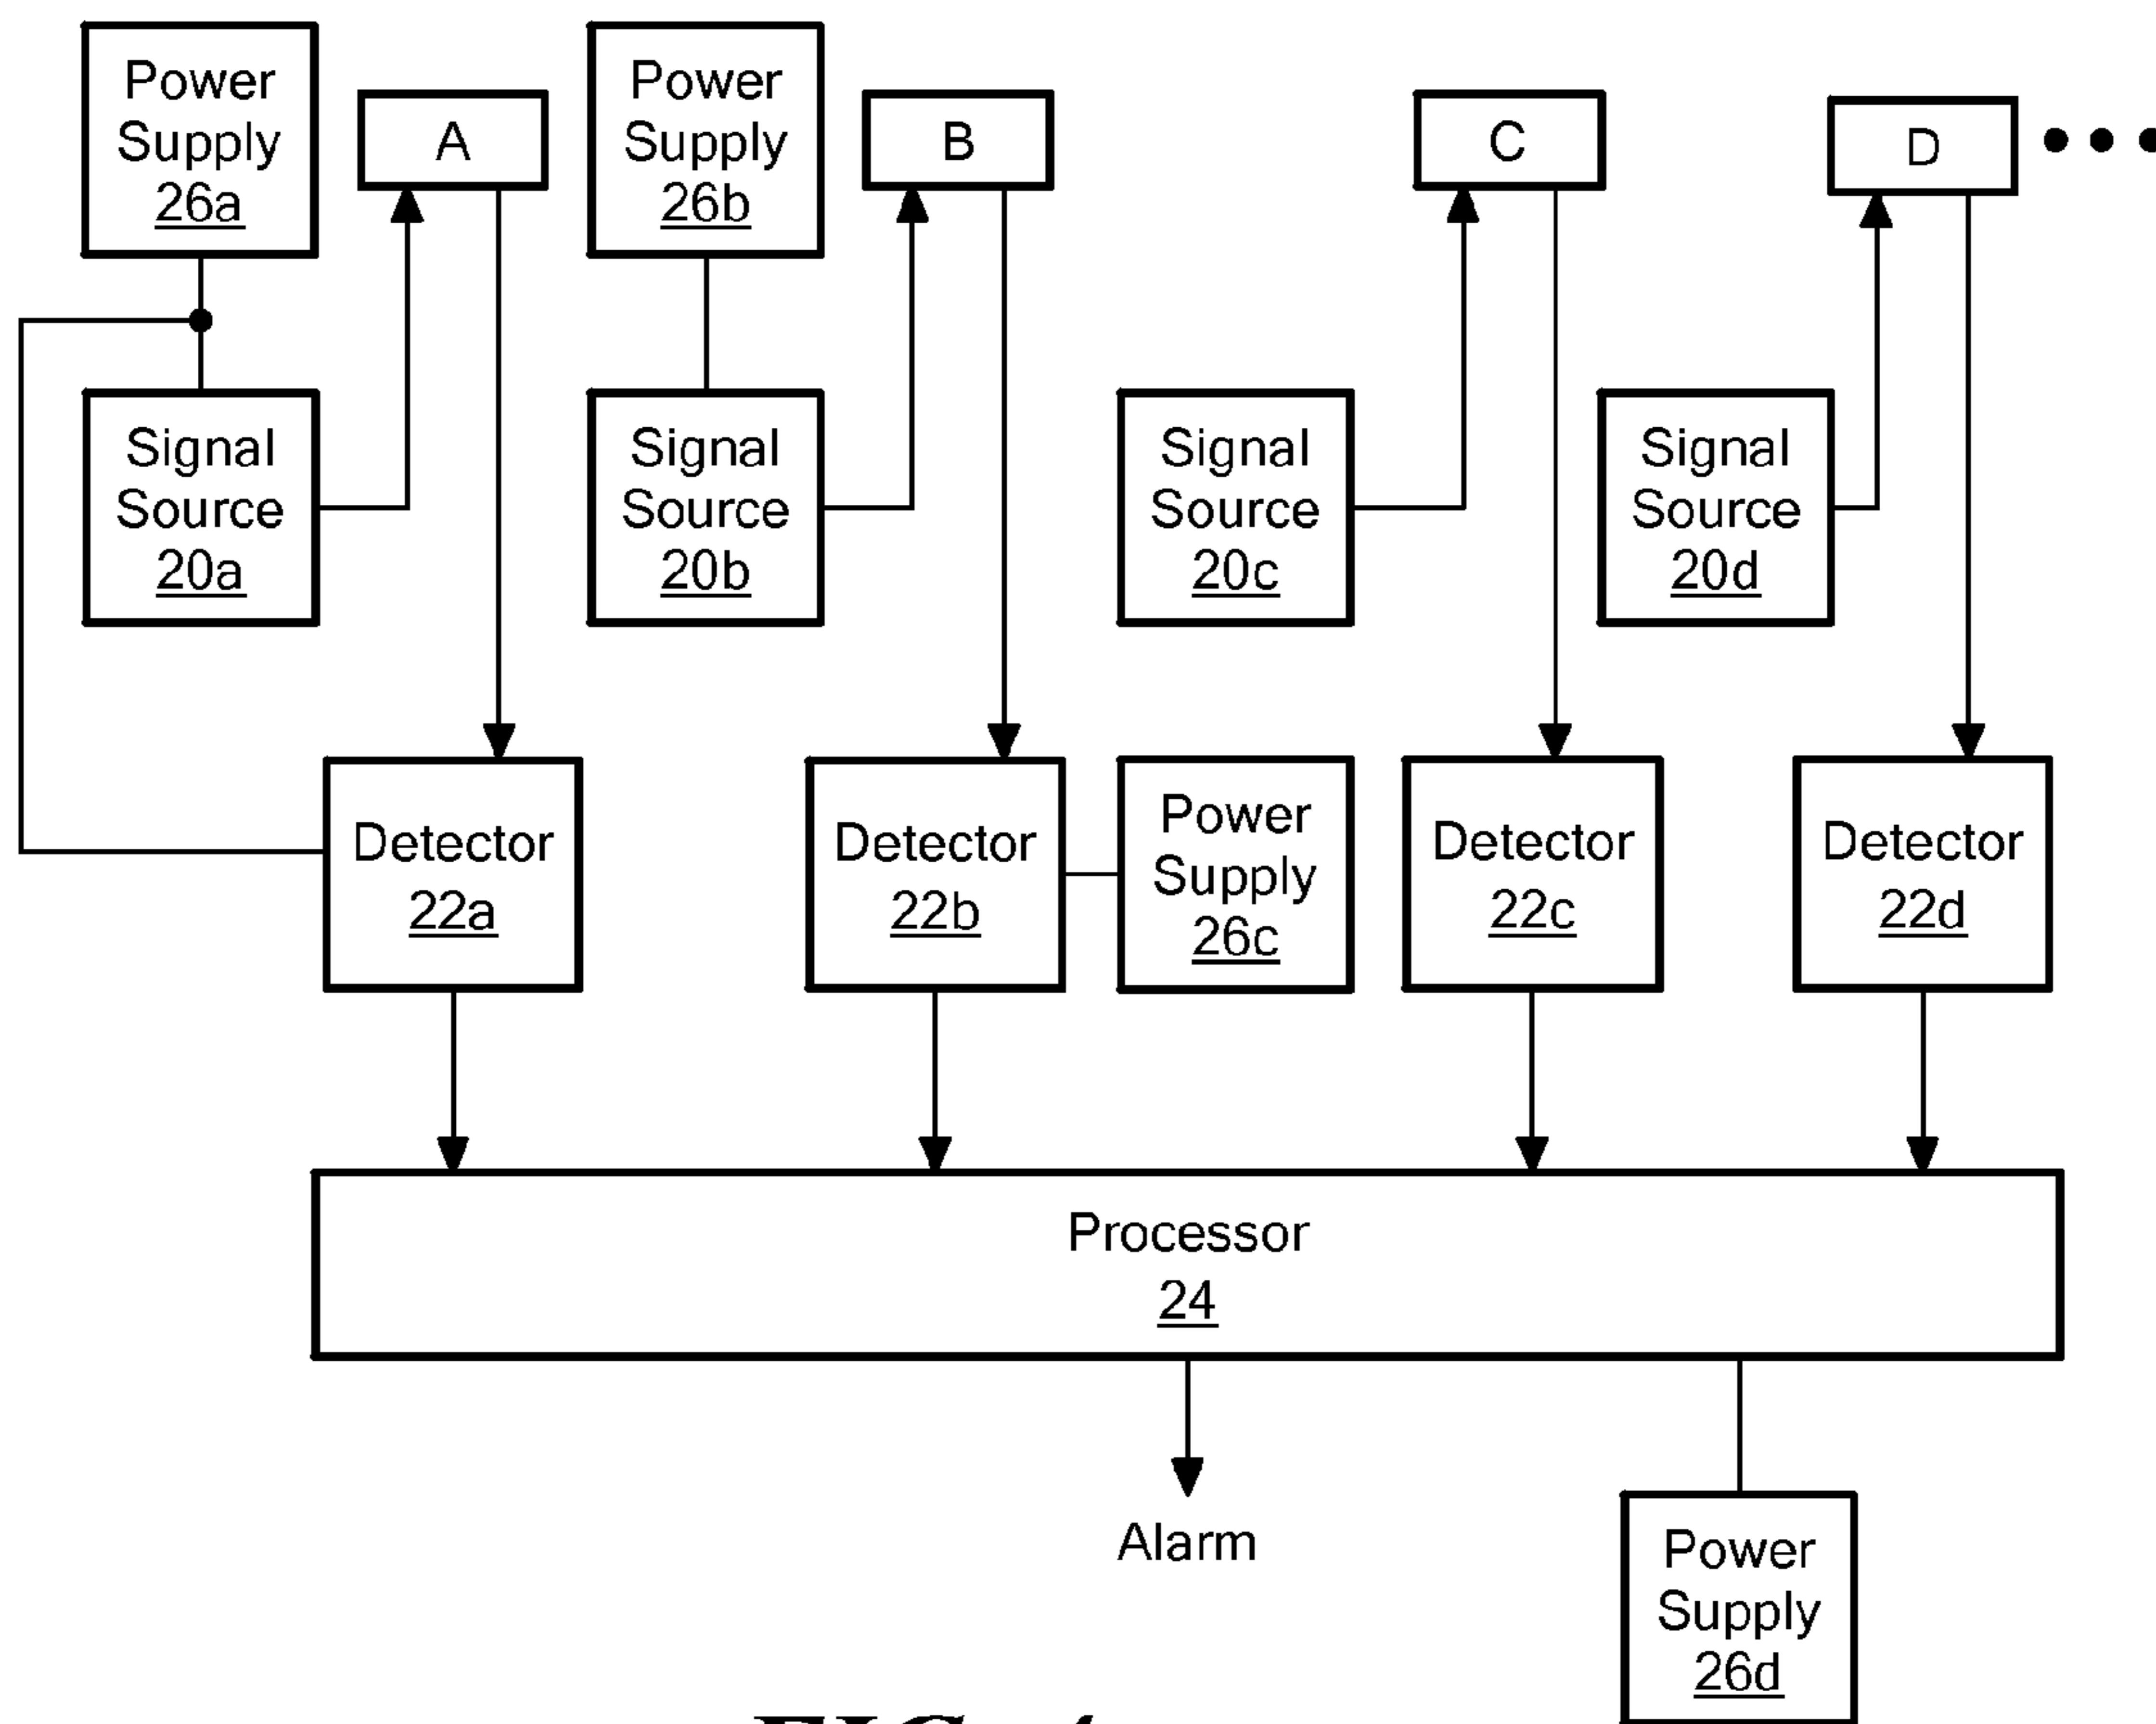 Power
Supply
26a
A
Power
Supply
26b
B
C
D
Signal
Source
20a
Signal
Source
20b
Signal
Source
20c
Signal
Source
20d
Detector
22a
Detector
22b
Power
Supply
26c
Detector
22c
Detector
22d
Processor
24
Alarm
Power
Supply
26d